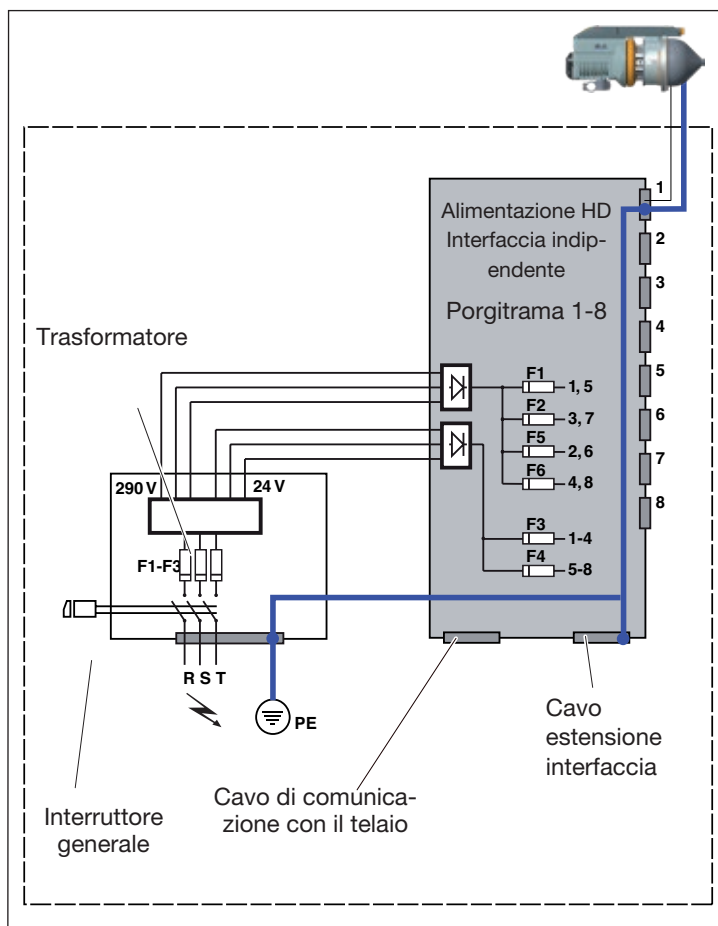 1
Alimentazione HD
Interfaccia indip-
endente
Porgitrama 1-8
2
3
4
5
6
7
8
Trasformatore
F1
1, 5
F2
3, 7
F5
2, 6
F6
4, 8
F3
1-4
F4
5-8
290 V
24 V
F1-F3
R S T
PE
Interruttore
generale
Cavo di comunica-
zione con il telaio
Cavo
estensione
interfaccia